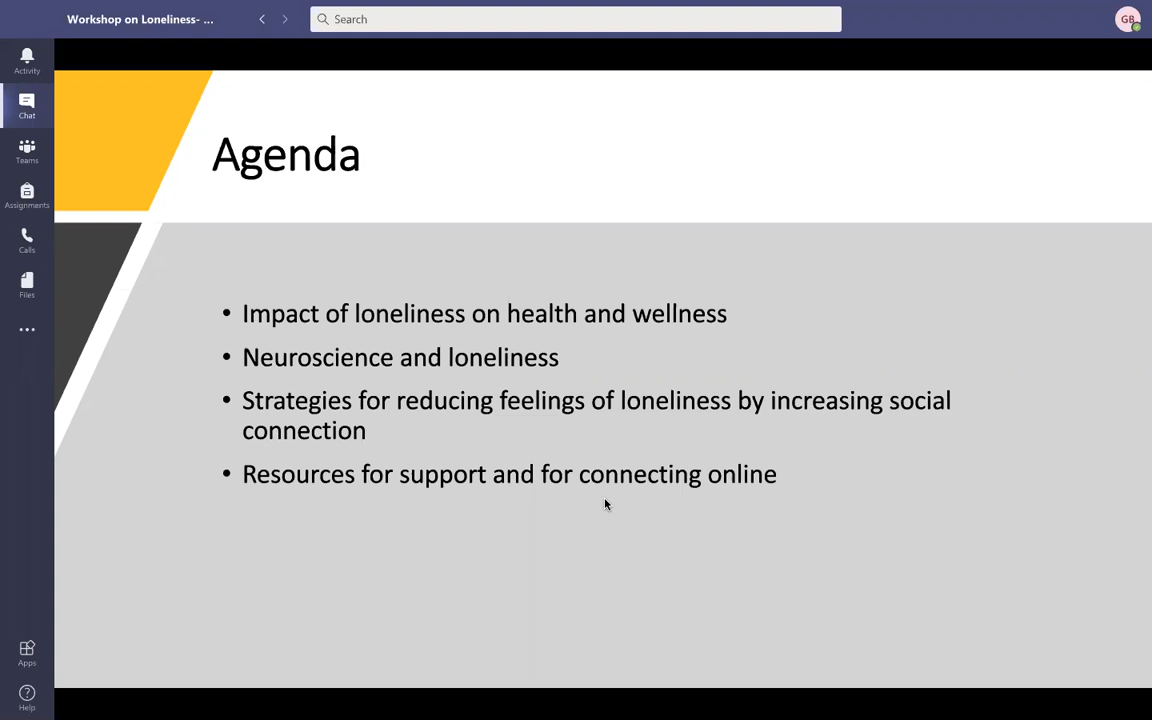 Workshop on Loneliness- ...
Search
GB
Activity
Chat
Teams
Assignments
Calls
Files
Apps
Help
Agenda
• Impact of loneliness on health and wellness
• Neuroscience and loneliness
• Strategies for reducing feelings of loneliness by increasing social
connection
• Resources for support and for connecting online